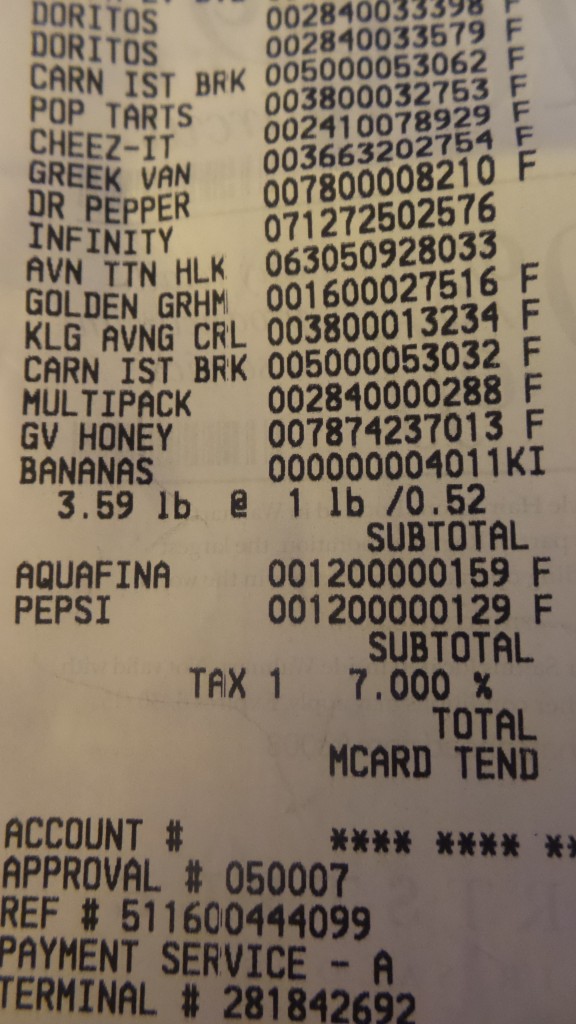 DORITOS 002840033398 F
DORITOS 002840033579 F
CARN IST BRK 005000053062 F
POP TARTS 003800032753 F
CHEEZ-IT 002410078929 F
GREEK VAN 003663202754 F
DR PEPPER 007800008210 F
INFINITY 071272502576
AVN TTN HLK 063050928033
GOLDEN GRHM 001600027516 F
KLG AVNG CRL 003800013234 F
CARN IST BRK 005000053032 F
MULTIPACK 002840000288 F
GV HONEY 007874237013 F
BANANAS 000000004011KI
3.59 lb @ 1 lb /0.52
SUBTOTAL
AQUAFINA 001200000159 F
PEPSI 001200000129 F
SUBTOTAL
TAX 1 7.000 %
TOTAL
MCARD TEND
ACCOUNT # **** **** **
APPROVAL # 050007
REF # 511600444099
PAYMENT SERVICE - A
TERMINAL # 281842692